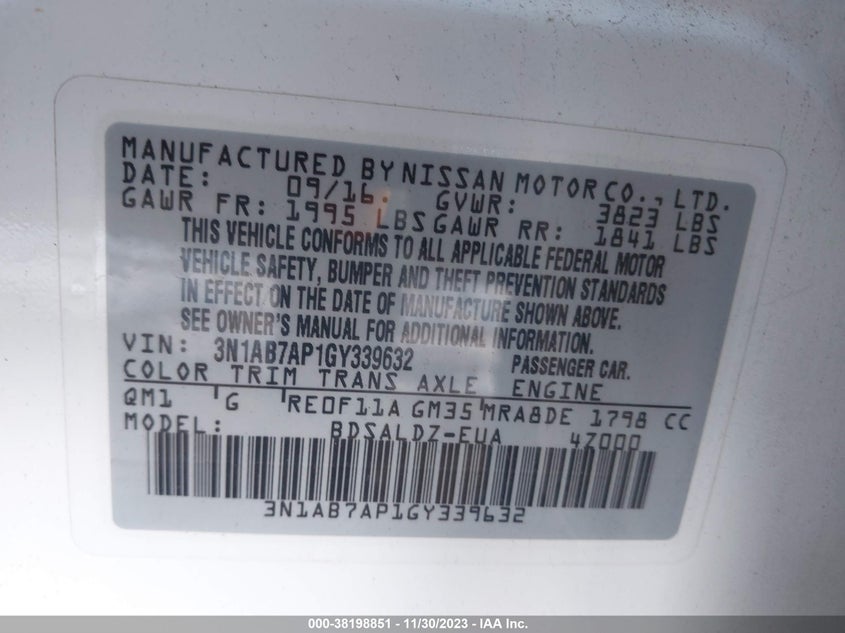 MANUFACTURED BY NISSAN MOTOR CO., LTD.
DATE: 09/16 GVWR: 3823 LBS
GAWR FR: 1995 LBS GAWR RR: 1841 LBS
THIS VEHICLE CONFORMS TO ALL APPLICABLE FEDERAL MOTOR
VEHICLE SAFETY, BUMPER AND THEFT PREVENTION STANDARDS
IN EFFECT ON THE DATE OF MANUFACTURE SHOWN ABOVE.
SEE OWNER'S MANUAL FOR ADDITIONAL INFORMATION.
VIN: 3N1AB7AP1GY339632 PASSENGER CAR.
COLOR TRIM TRANS AXLE ENGINE
QM1 G RE0F11A GM35 MRA8DE 1798 CC
MODEL: BDSALDZ-EUA 4Z000
3N1AB7AP1GY339632
000-38198851 - 11/30/2023 - IAAI, Inc.